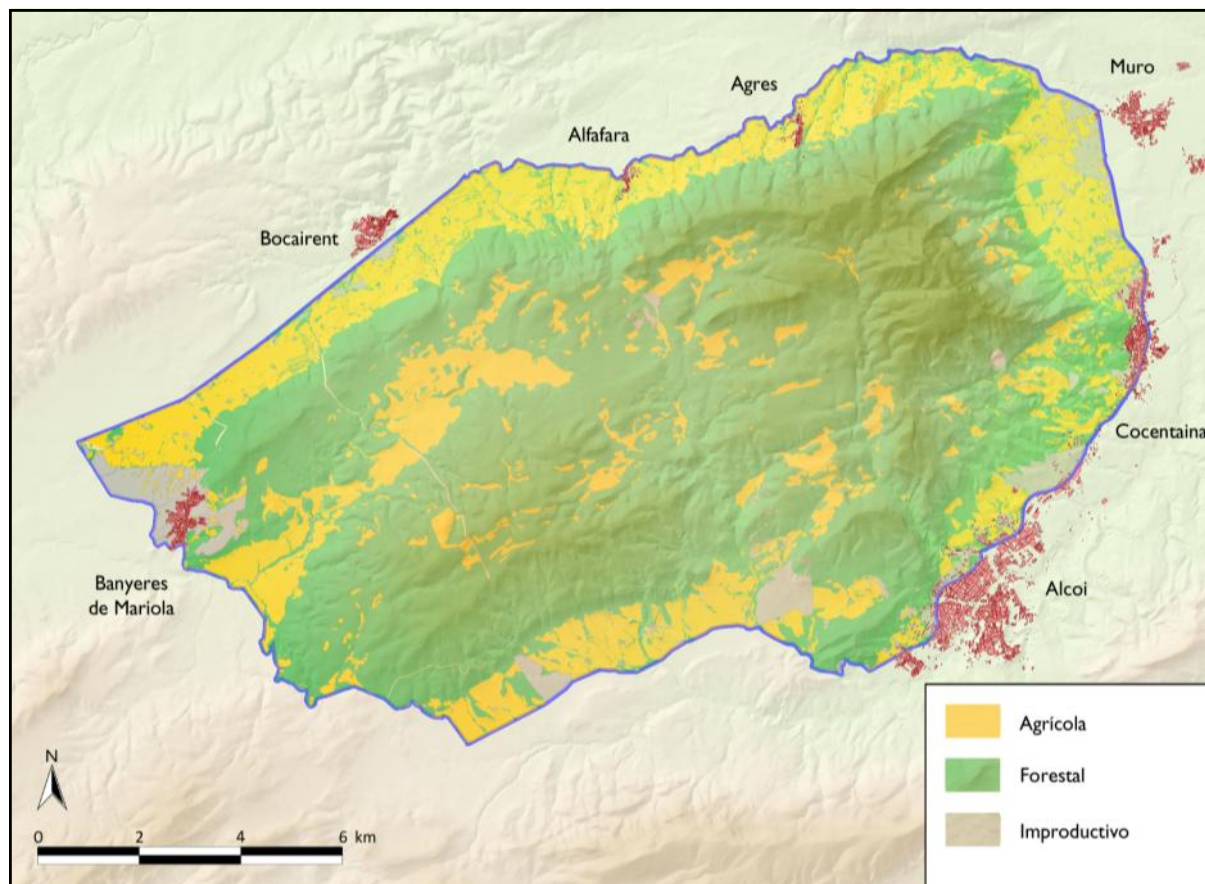 Muro
Agres
Alfafara
Bocairent
Cocentaina
Banyeres
de Mariola
Alcoi
N
0 2 4 6 km
Agrícola
Forestal
Improductivo